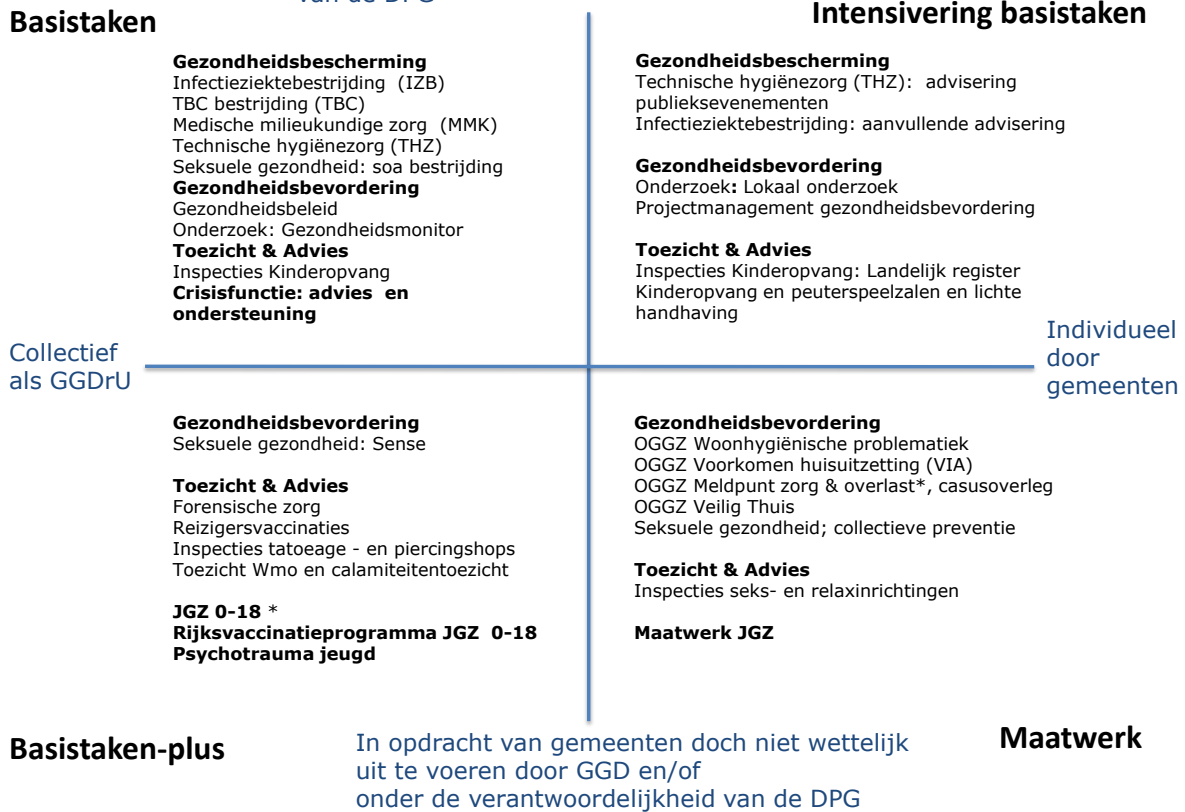 van de DPG
Basistaken
Intensivering basistaken
Gezondheidsbescherming
Infectieziektebestrijding (IZB)
TBC bestrijding (TBC)
Medische milieukundige zorg (MMK)
Technische hygiënezorg (THZ)
Seksuele gezondheid: soa bestrijding
Gezondheidsbevordering
Gezondheidsbeleid
Onderzoek: Gezondheidsmonitor
Toezicht & Advies
Inspecties Kinderopvang
Crisisfunctie: advies en
ondersteuning
Gezondheidsbescherming
Technische hygiënezorg (THZ): advisering
publieksevenementen
Infectieziektebestrijding: aanvullende advisering
Gezondheidsbevordering
Onderzoek: Lokaal onderzoek
Projectmanagement gezondheidsbevordering
Toezicht & Advies
Inspecties Kinderopvang: Landelijk register
Kinderopvang en peuterspeelzalen en lichte
handhaving
Collectief
als GGDrU
Individueel
door
gemeenten
Gezondheidsbevordering
Seksuele gezondheid: Sense
Toezicht & Advies
Forensische zorg
Reizigersvaccinaties
Inspecties tatoeage - en piercingshops
Toezicht Wmo en calamiteitentoezicht
JGZ 0-18 *
Rijksvaccinatieprogramma JGZ 0-18
Psychotrauma jeugd
Gezondheidsbevordering
OGGZ Woonhygiënische problematiek
OGGZ Voorkomen huisuitzetting (VIA)
OGGZ Meldpunt zorg & overlast*, casusoverleg
OGGZ Veilig Thuis
Seksuele gezondheid; collectieve preventie
Toezicht & Advies
Inspecties seks- en relaxinrichtingen
Maatwerk JGZ
Basistaken-plus
In opdracht van gemeenten doch niet wettelijk
uit te voeren door GGD en/of
onder de verantwoordelijkheid van de DPG
Maatwerk